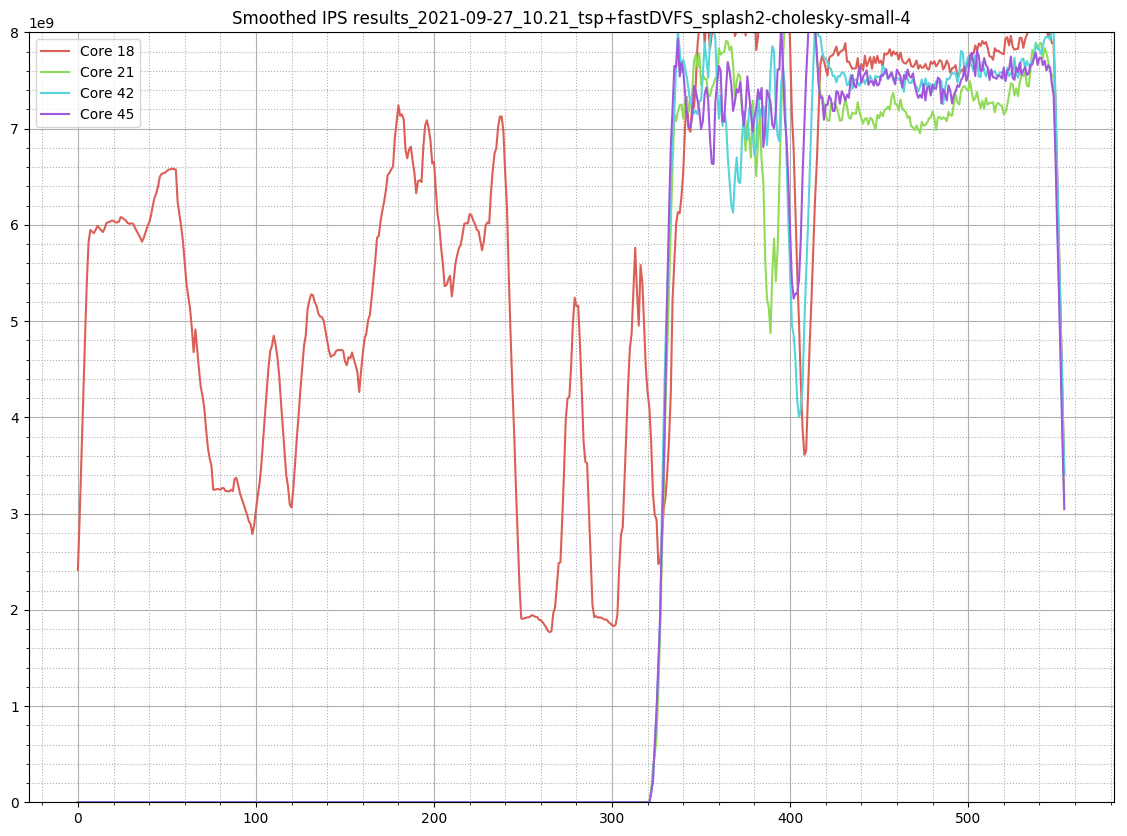 Smoothed IPS results_2021-09-27_10.21_tsp+fastDVFS_splash2-cholesky-small-4
1e9
Core 18
Core 21
Core 42
Core 45
8
7
6
5
4
3
2
1
0
0 100 200 300 400 500